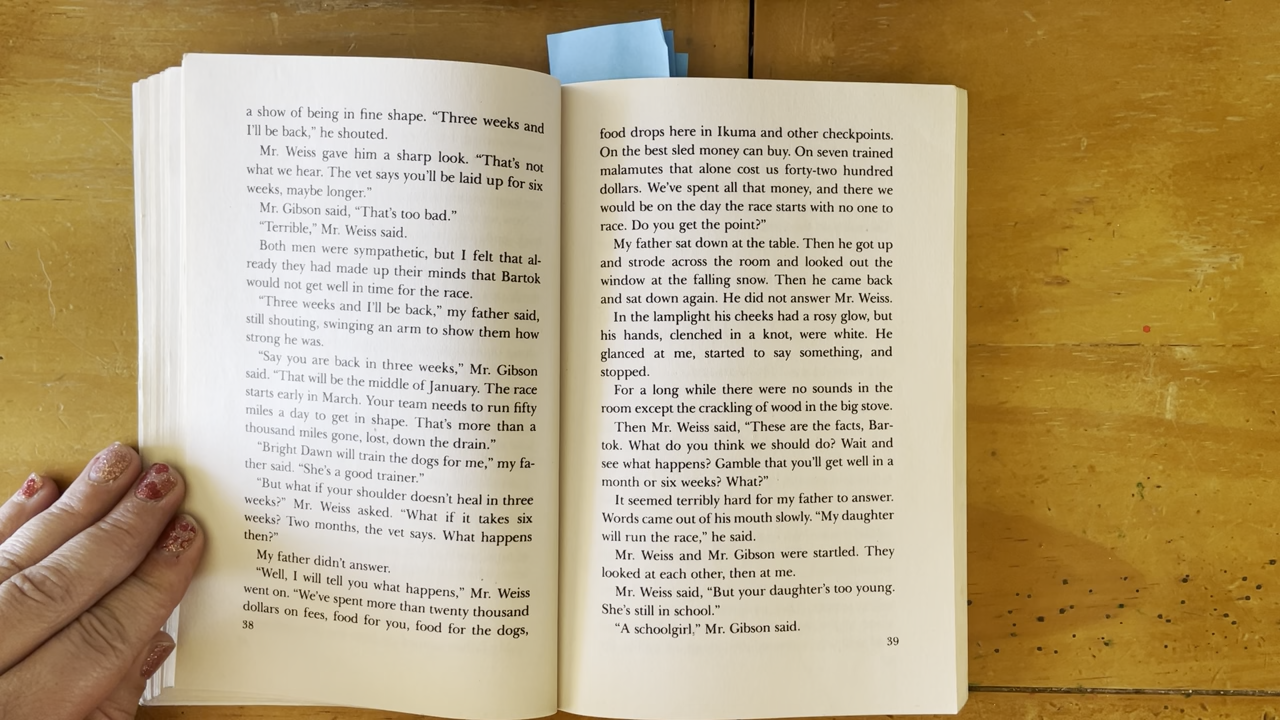 a show of being in fine shape. “Three weeks and
I’ll be back,” he shouted.
Mr. Weiss gave him a sharp look. “That’s not
what we hear. The vet says you’ll be laid up for six
weeks, maybe longer.”
Mr. Gibson said, “That’s too bad.”
“Terrible,” Mr. Weiss said.
Both men were sympathetic, but I felt that al-
ready they had made up their minds that Bartok
would not get well in time for the race.
“Three weeks and I’ll be back,” my father said,
still shouting, swinging an arm to show them how
strong he was.
“Say you are back in three weeks,” Mr. Gibson
said. “That will be the middle of January. The race
starts early in March. Your team needs to run fifty
miles a day to get in shape. That’s more than a
thousand miles gone, lost, down the drain.”
“Bright Dawn will train the dogs for me,” my fa-
ther said. “She’s a good trainer.”
“But what if your shoulder doesn’t heal in three
weeks?” Mr. Weiss asked. “What if it takes six
weeks? Two months, the vet says. What happens
then?”
My father didn’t answer.
“Well, I will tell you what happens,” Mr. Weiss
went on. “We’ve spent more than twenty thousand
dollars on fees, food for you, food for the dogs,
38
food drops here in Ikuma and other checkpoints.
On the best sled money can buy. On seven trained
malamutes that alone cost us forty-two hundred
dollars. We’ve spent all that money, and there we
would be on the day the race starts with no one to
race. Do you get the point?”
My father sat down at the table. Then he got up
and strode across the room and looked out the
window at the falling snow. Then he came back
and sat down again. He did not answer Mr. Weiss.
In the lamplight his cheeks had a rosy glow, but
his hands, clenched in a knot, were white. He
glanced at me, started to say something, and
stopped.
For a long while there were no sounds in the
room except the crackling of wood in the big stove.
Then Mr. Weiss said, “These are the facts, Bar-
tok. What do you think we should do? Wait and
see what happens? Gamble that you’ll get well in a
month or six weeks? What?”
It seemed terribly hard for my father to answer.
Words came out of his mouth slowly. “My daughter
will run the race,” he said.
Mr. Weiss and Mr. Gibson were startled. They
looked at each other, then at me.
Mr. Weiss said, “But your daughter’s too young.
She’s still in school.”
“A schoolgirl,” Mr. Gibson said.
39